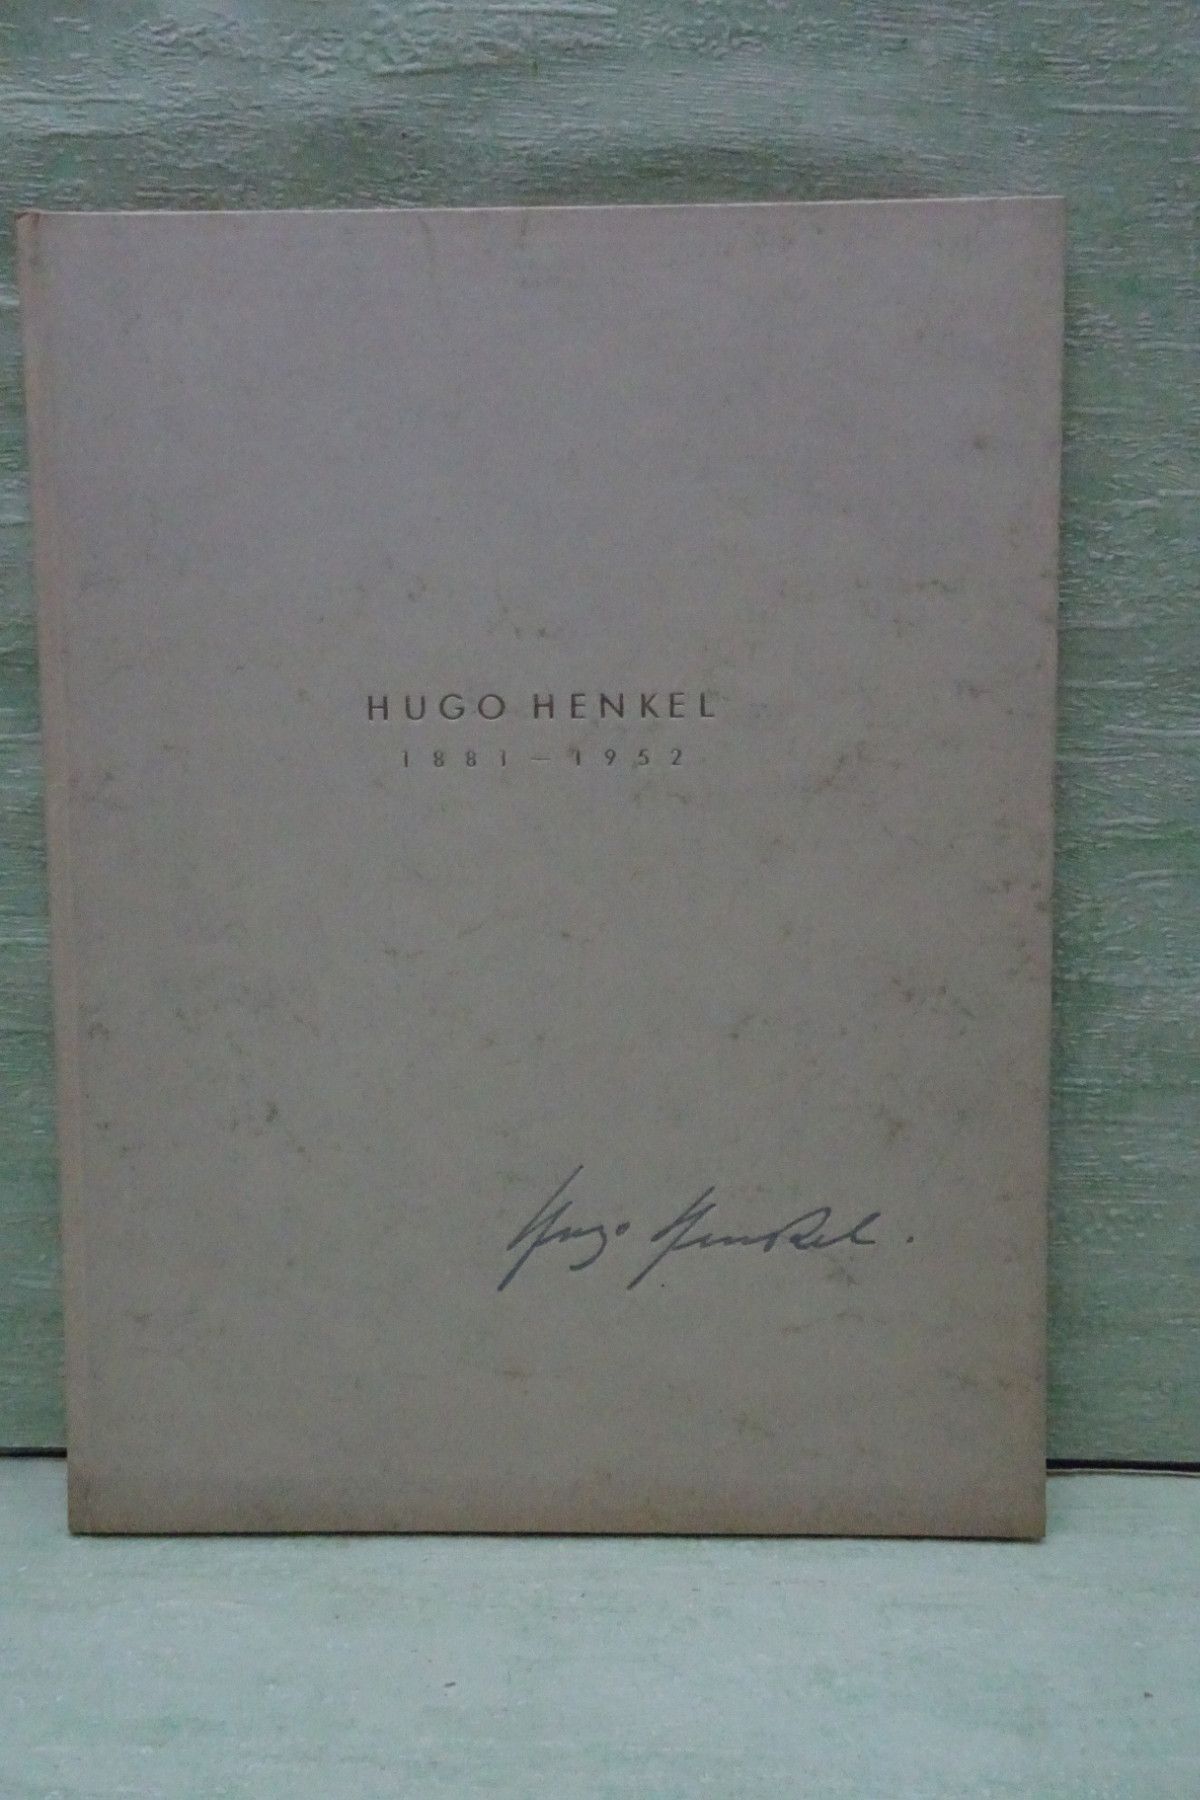 HUGO HENKEL
1881 – 1952
Hugo Henkel.